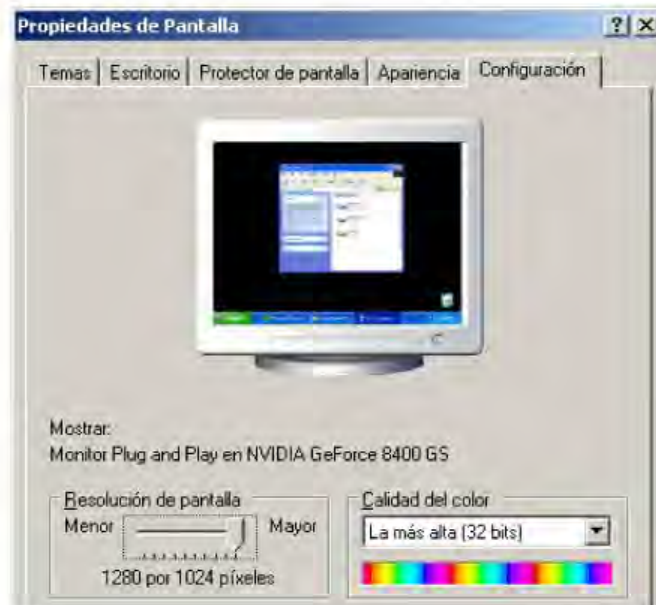 Propiedades de Pantalla
Temas Escritorio Protector de pantalla Apariencia Configuración
Mostrar:
Monitor Plug and Play en NVIDIA GeForce 8400 GS
Resolución de pantalla
Menor Mayor
1280 por 1024 píxeles
Calidad del color
La más alta (32 bits)